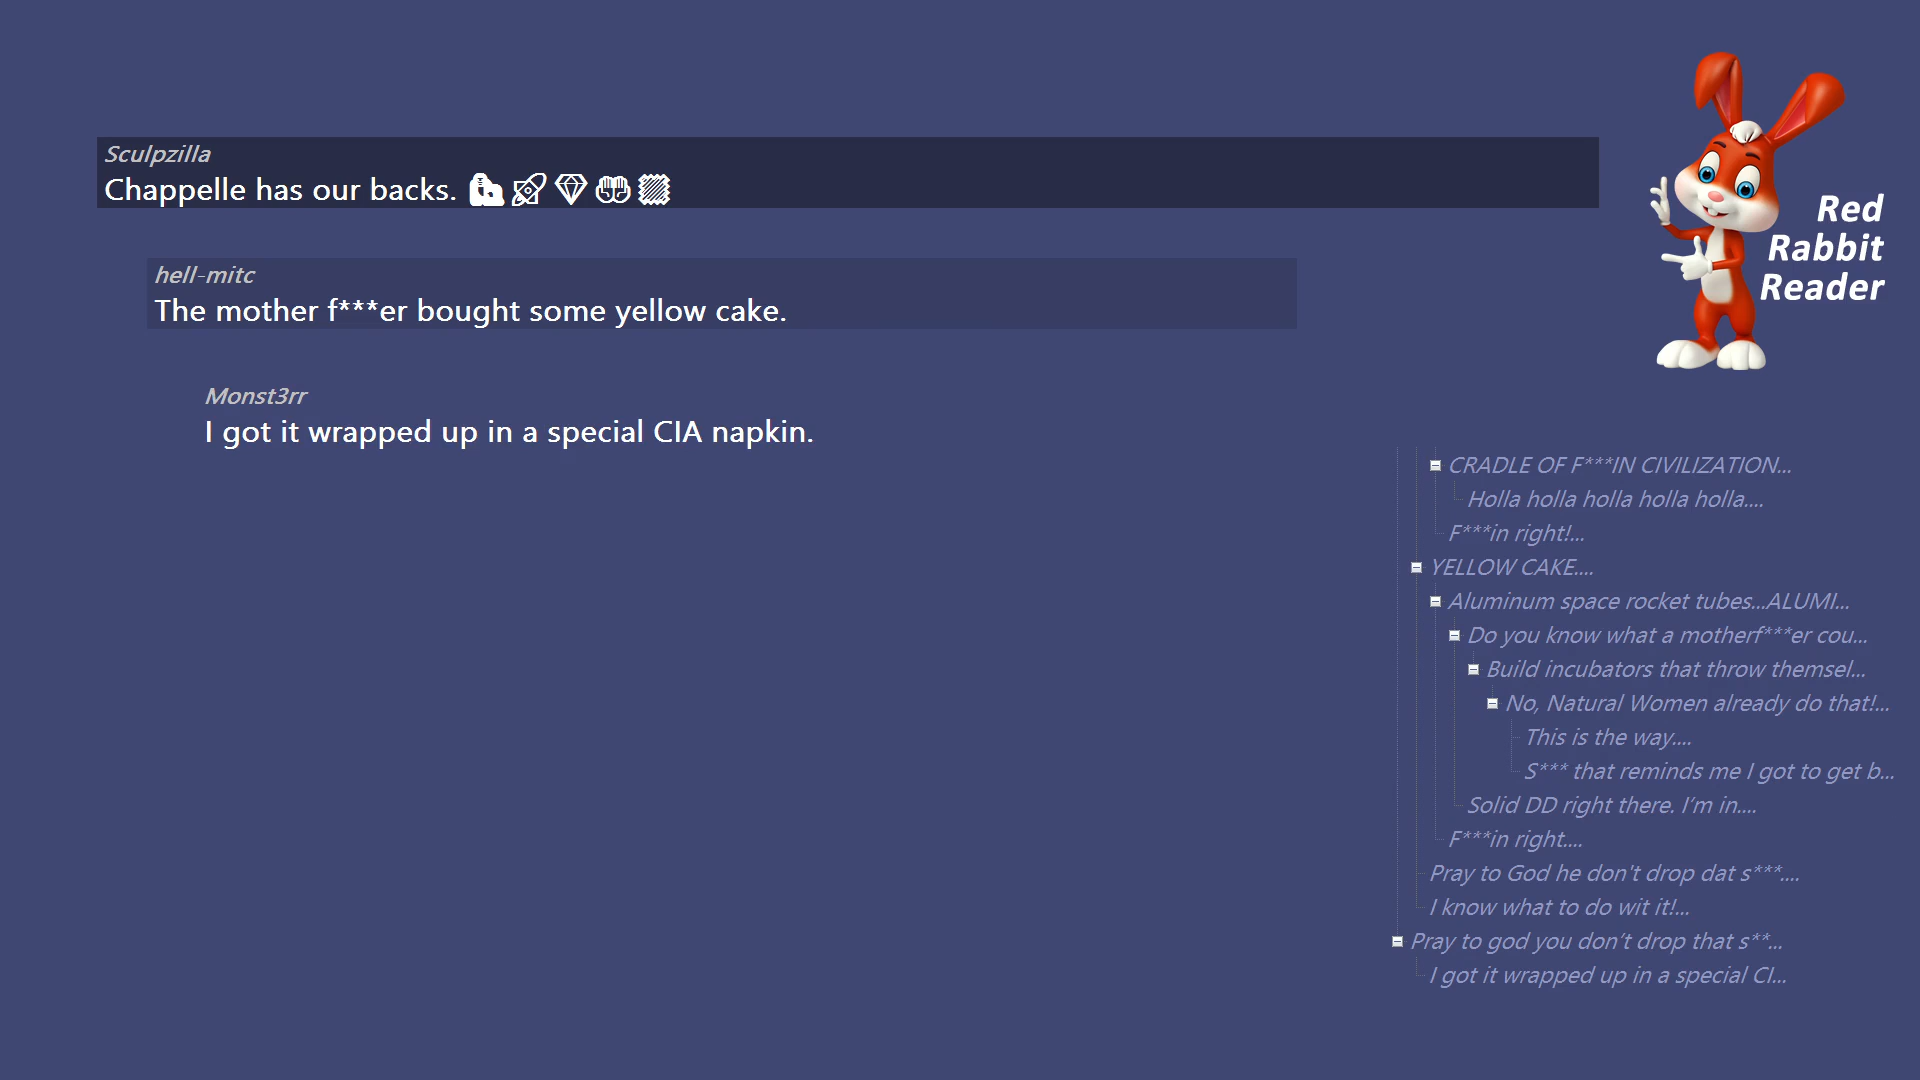 Sculpzilla
Chappelle has our backs.
hell-mitc
The mother f***er bought some yellow cake.
Monst3rr
I got it wrapped up in a special CIA napkin.
Red
Rabbit
Reader
CRADLE OF F***IN CIVILIZATION...
Holla holla holla holla holla....
F***in right!...
YELLOW CAKE....
Aluminum space rocket tubes...ALUMI...
Do you know what a motherf***er cou...
Build incubators that throw themsel...
No, Natural Women already do that!...
This is the way....
S*** that reminds me I got to get b...
Solid DD right there. I’m in....
F***in right....
Pray to God he don't drop dat s***....
I know what to do wit it!...
Pray to god you don’t drop that s**...
I got it wrapped up in a special CI...